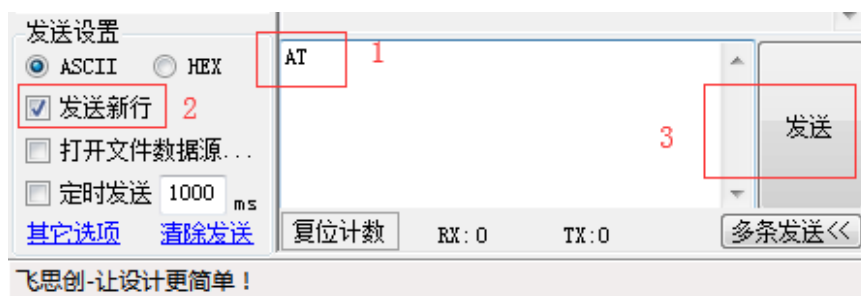 发送设置
ASCII HEX
AT 1
发送新行 2
打开文件数据源...
3 发送
定时发送 1000 ms
其它选项 清除发送
复位计数 RX:0 TX:0 多条发送<<
飞思创-让设计更简单！